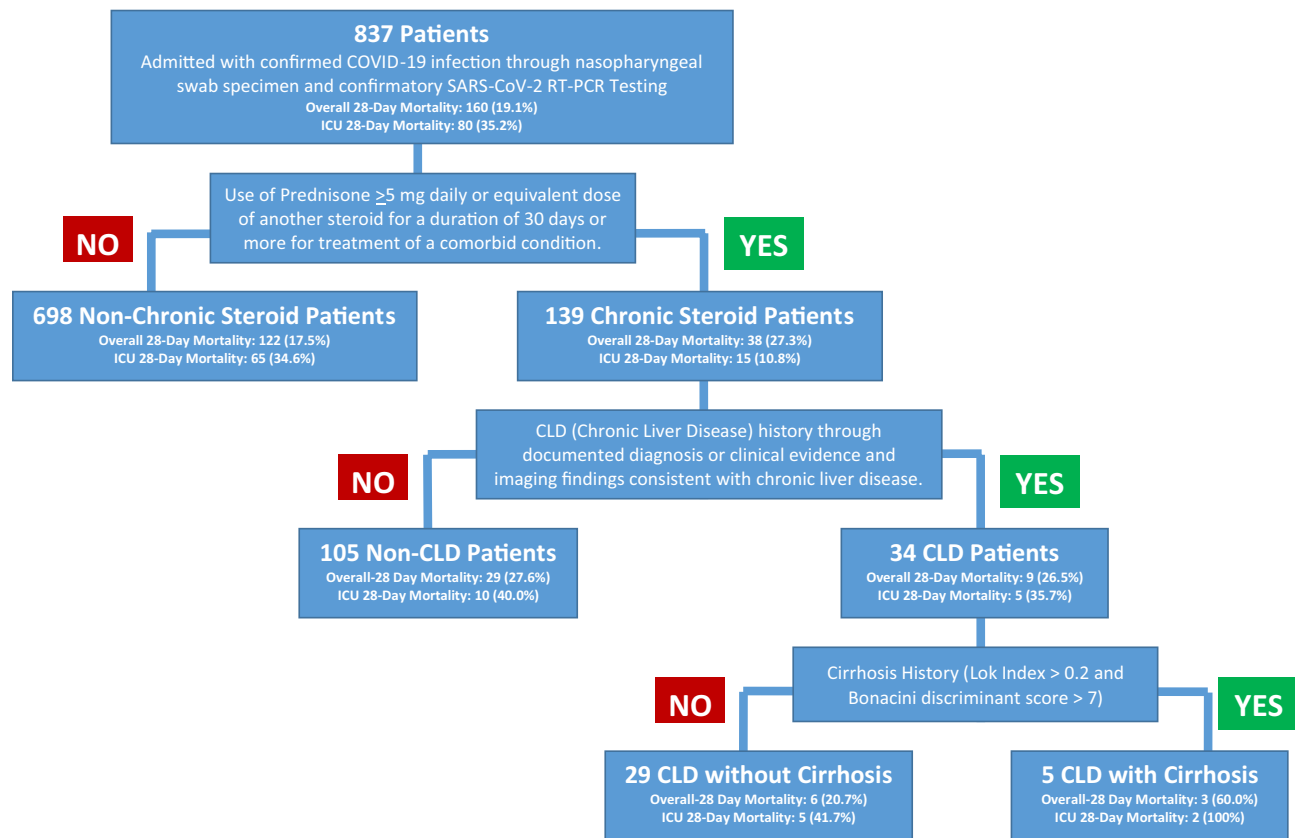 837 Patients
Admitted with confirmed COVID-19 infection through nasopharyngeal
swab specimen and confirmatory SARS-CoV-2 RT-PCR Testing
Overall 28-Day Mortality: 160 (19.1%)
ICU 28-Day Mortality: 80 (35.2%)
Use of Prednisone ≥5 mg daily or equivalent dose
of another steroid for a duration of 30 days or
more for treatment of a comorbid condition.
NO
YES
698 Non-Chronic Steroid Patients
Overall 28-Day Mortality: 122 (17.5%)
ICU 28-Day Mortality: 65 (34.6%)
139 Chronic Steroid Patients
Overall 28-Day Mortality: 38 (27.3%)
ICU 28-Day Mortality: 15 (10.8%)
CLD (Chronic Liver Disease) history through
documented diagnosis or clinical evidence and
imaging findings consistent with chronic liver disease.
NO
YES
105 Non-CLD Patients
Overall-28 Day Mortality: 29 (27.6%)
ICU 28-Day Mortality: 10 (40.0%)
34 CLD Patients
Overall 28-Day Mortality: 9 (26.5%)
ICU 28-Day Mortality: 5 (35.7%)
Cirrhosis History (Lok Index > 0.2 and
Bonacini discriminant score > 7)
NO
YES
29 CLD without Cirrhosis
Overall-28 Day Mortality: 6 (20.7%)
ICU 28-Day Mortality: 5 (41.7%)
5 CLD with Cirrhosis
Overall-28 Day Mortality: 3 (60.0%)
ICU 28-Day Mortality: 2 (100%)